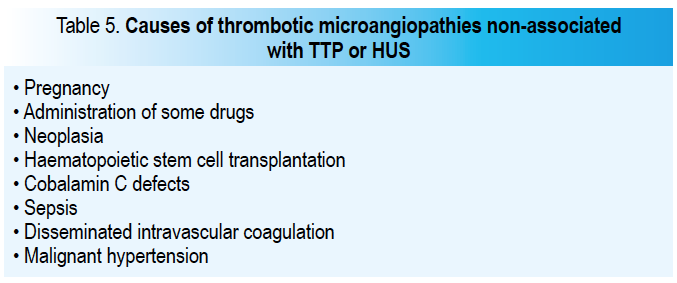 Table 5. Causes of thrombotic microangiopathies non-associated
with TTP or HUS
• Pregnancy
• Administration of some drugs
• Neoplasia
• Haematopoietic stem cell transplantation
• Cobalamin C defects
• Sepsis
• Disseminated intravascular coagulation
• Malignant hypertension